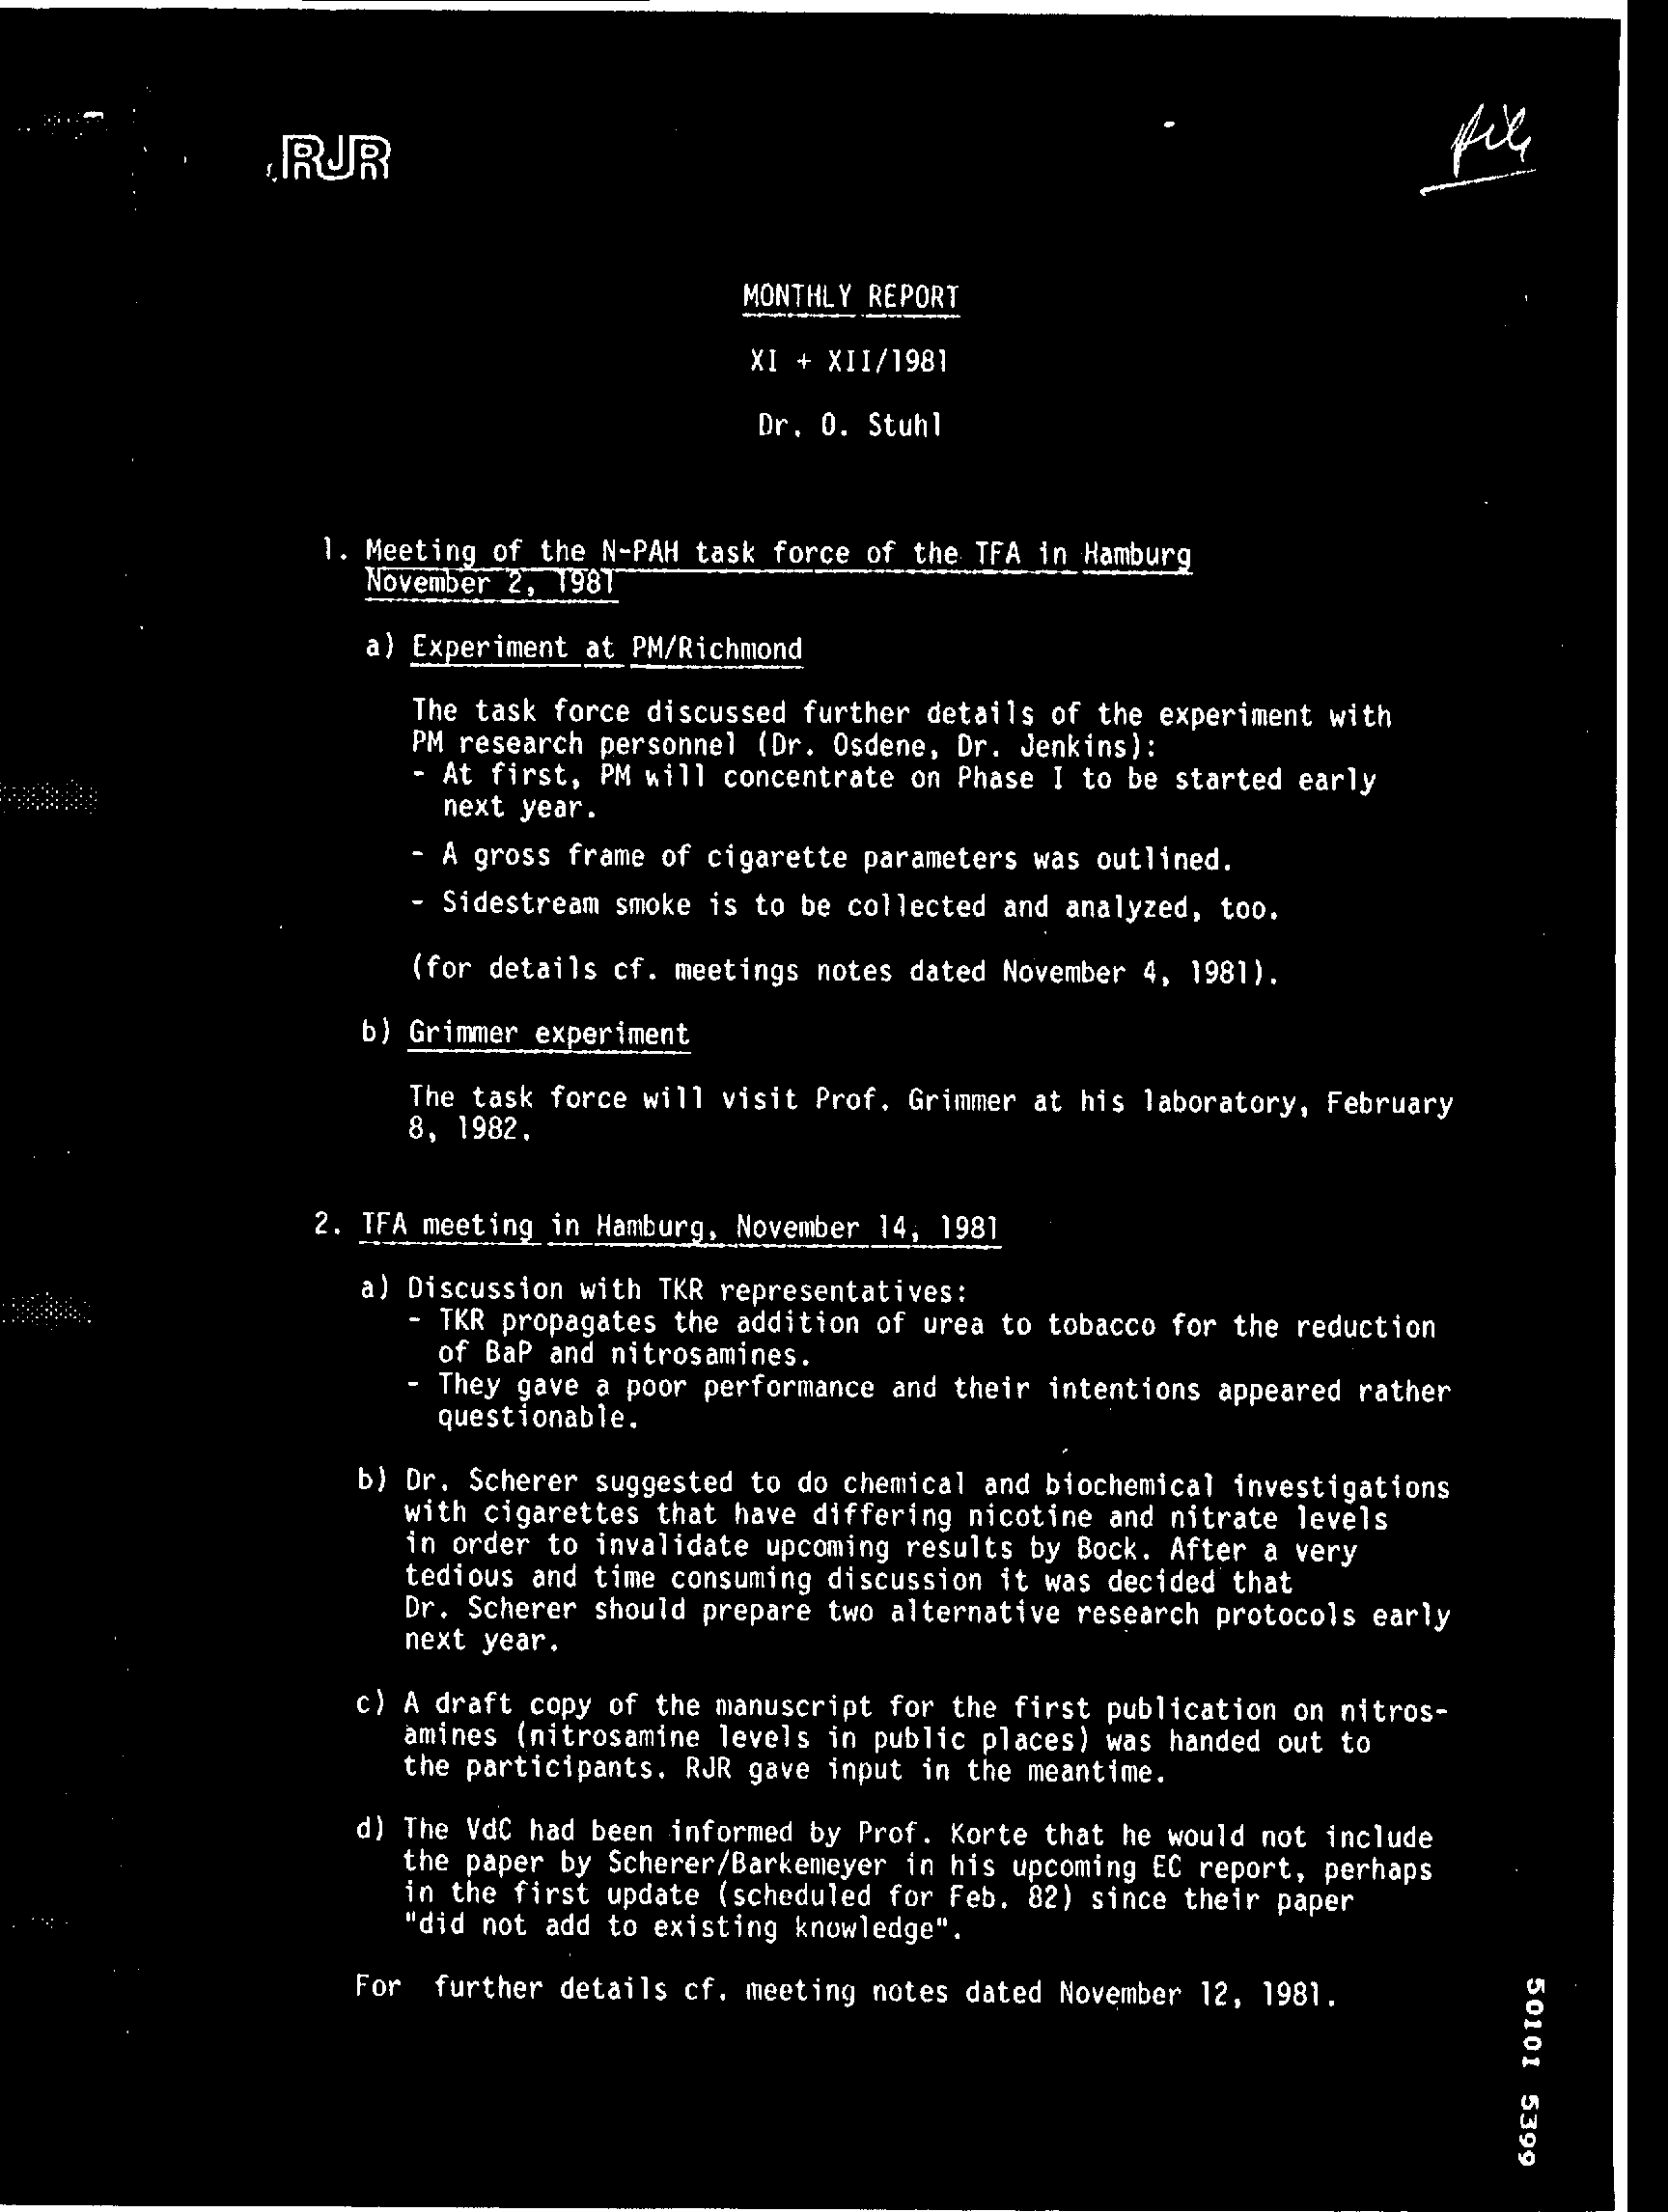 RJR
file
MONTHLY REPORT
XI + XII/1981
Dr. O. Stuhl
1. Meeting of the N-PAH task force of the TFA in Hamburg
November 2, 1981
a) Experiment at PM/Richmond
The task force discussed further details of the experiment with
PM research personnel (Dr. Osdene, Dr. Jenkins):
- At first, PM will concentrate on Phase I to be started early
next year.
- A gross frame of cigarette parameters was outlined.
- Sidestream smoke is to be collected and analyzed, too.
(for details cf. meetings notes dated November 4, 1981).
b) Grimmer experiment
The task force will visit Prof. Grimmer at his laboratory, February
8, 1982.
2. TFA meeting in Hamburg, November 14, 1981
a) Discussion with TKR representatives:
- TKR propagates the addition of urea to tobacco for the reduction
of BaP and nitrosamines.
- They gave a poor performance and their intentions appeared rather
questionable.
b) Dr. Scherer suggested to do chemical and biochemical investigations
with cigarettes that have differing nicotine and nitrate levels
in order to invalidate upcoming results by Bock. After a very
tedious and time consuming discussion it was decided that
Dr. Scherer should prepare two alternative research protocols early
next year.
c) A draft copy of the manuscript for the first publication on nitros-
amines (nitrosamine levels in public places) was handed out to
the participants. RJR gave input in the meantime.
d) The VdC had been informed by Prof. Korte that he would not include
the paper by Scherer/Barkemeyer in his upcoming EC report, perhaps
in the first update (scheduled for Feb. 82) since their paper
"did not add to existing knowledge".
For further details cf. meeting notes dated November 12, 1981.
50101 5399